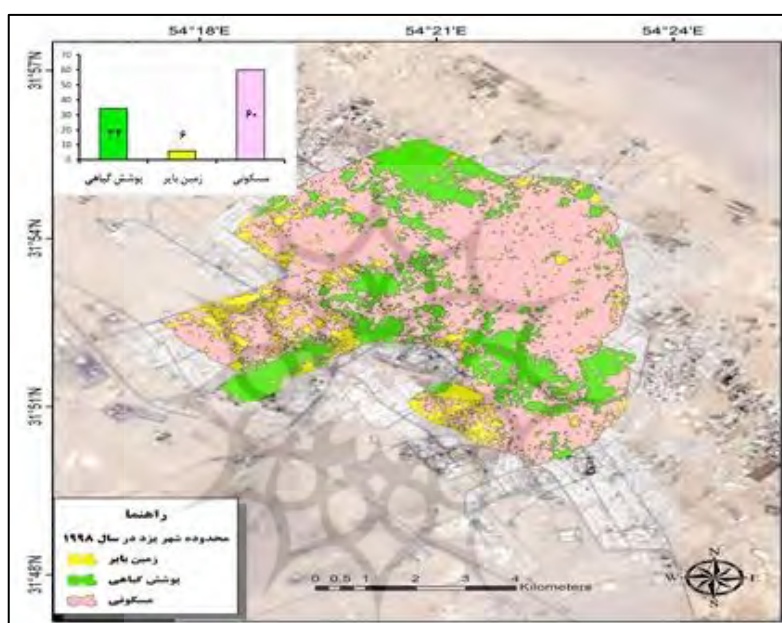 54°18'E 54°21'E 54°24'E
31°57'N
31°54'N
31°51'N
31°48'N
70
60
50
40
30
20
10
0
۳۴ ۶ ۶۰
پوشش گیاهی زمین بایر مسکونی
راهنما
محدوده شهر یزد در سال ۱۹۹۸
زمین بایر
پوشش گیاهی
مسکونی
0 0.5 1 2 3 4
Kilometers
N
W E
S